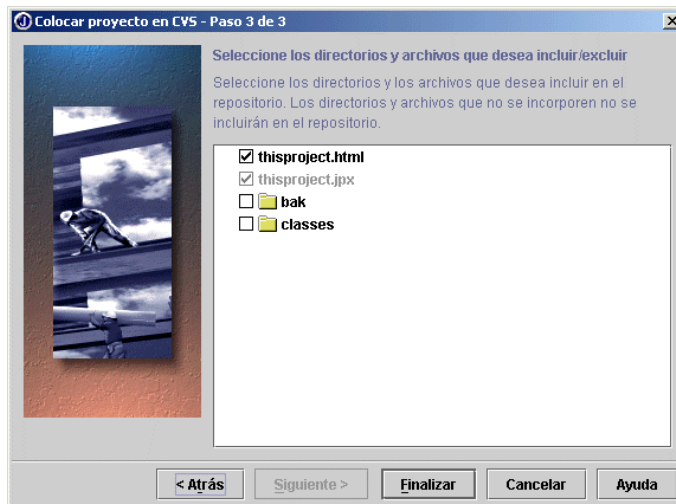 Colocar proyecto en CVS - Paso 3 de 3
Seleccione los directorios y archivos que desea incluir/excluir
Seleccione los directorios y los archivos que desea incluir en el
repositorio. Los directorios y archivos que no se incorporen no se
incluirán en el repositorio.
thisproject.html
thisproject.jpx
bak
classes
< Atrás
Siguiente >
Finalizar
Cancelar
Ayuda